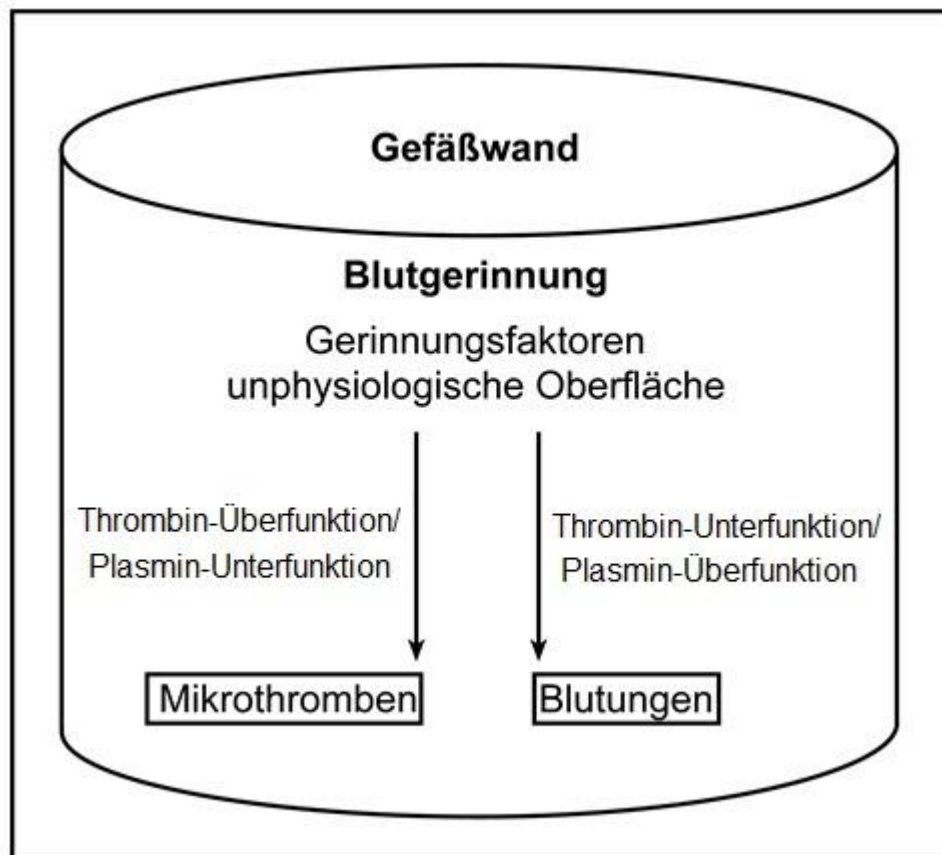 Gefäßwand
Blutgerinnung
Gerinnungsfaktoren
unphysiologische Oberfläche
Thrombin-Überfunktion/
Plasmin-Unterfunktion
Thrombin-Unterfunktion/
Plasmin-Überfunktion
Mikrothromben
Blutungen